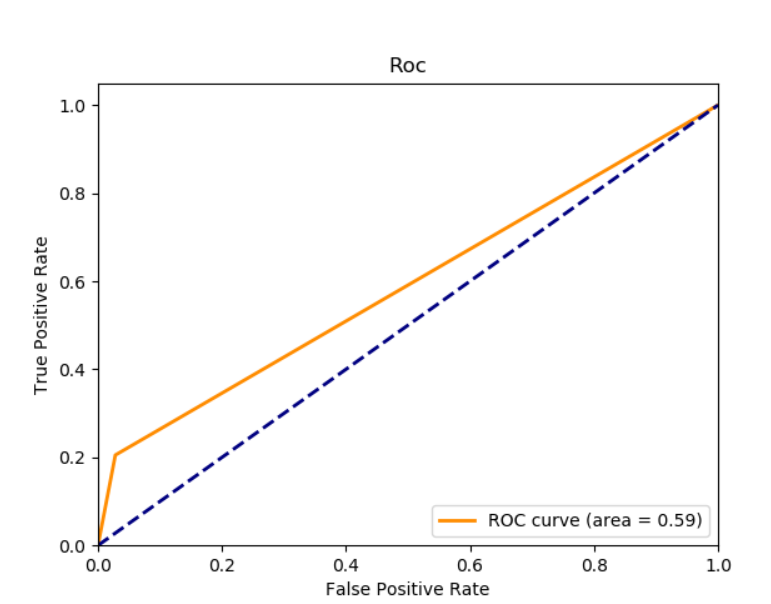 Roc
True Positive Rate
1.0
0.8
0.6
0.4
0.2
0.0
ROC curve (area = 0.59)
0.0 0.2 0.4 0.6 0.8 1.0
False Positive Rate